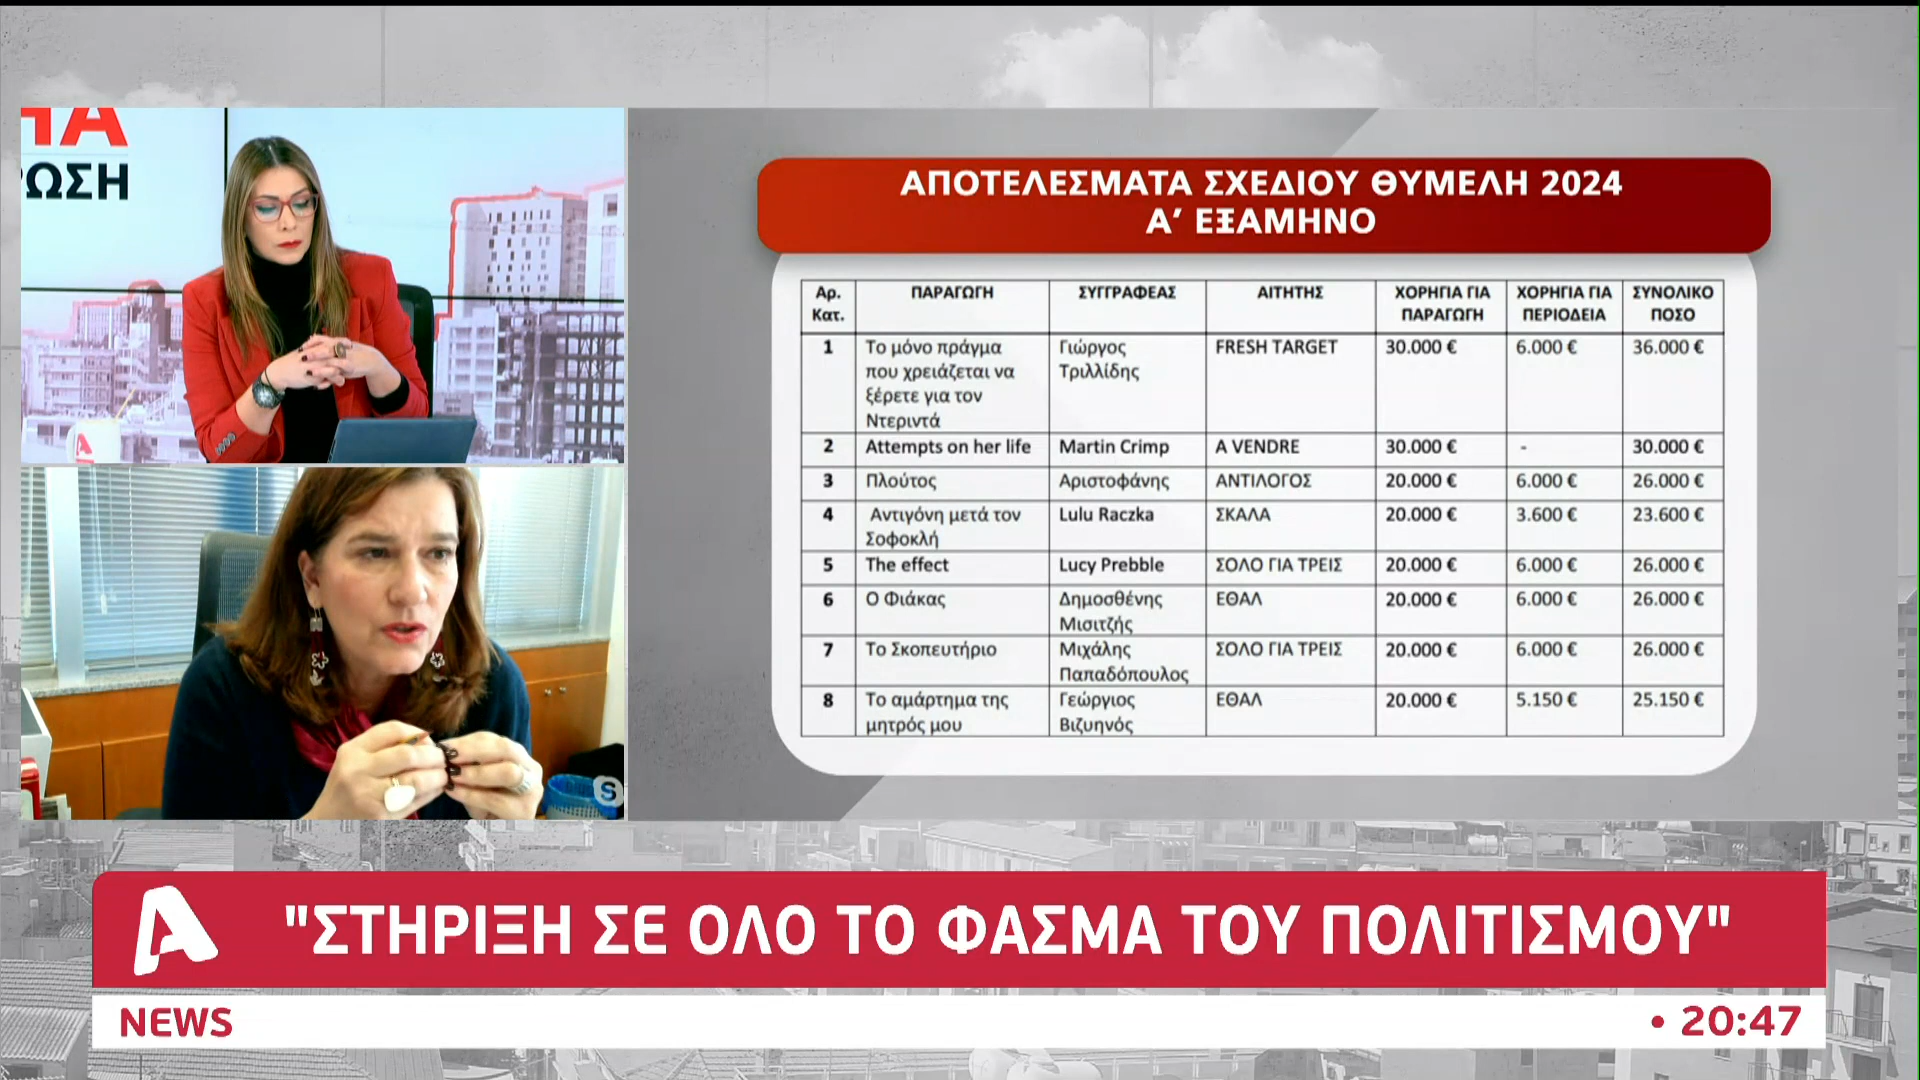 ΗΑ
ΡΩΣΗ
ΑΠΟΤΕΛΕΣΜΑΤΑ ΣΧΕΔΙΟΥ ΘΥΜΕΛΗ 2024
Α' ΕΞΑΜΗΝΟ
Αρ. Κατ. ΠΑΡΑΓΩΓΗ ΣΥΓΓΡΑΦΕΑΣ ΑΙΤΗΤΗΣ ΧΟΡΗΓΙΑ ΓΙΑ ΠΑΡΑΓΩΓΗ ΧΟΡΗΓΙΑ ΓΙΑ ΠΕΡΙΟΔΕΙΑ ΣΥΝΟΛΙΚΟ ΠΟΣΟ
1 Το μόνο πράγμα που χρειάζεται να ξέρετε για τον Ντεριντά Γιώργος Τριλλίδης FRESH TARGET 30.000 € 6.000 € 36.000 €
2 Attempts on her life Martin Crimp A VENDRE 30.000 € - 30.000 €
3 Πλούτος Αριστοφάνης ΑΝΤΙΛΟΓΟΣ 20.000 € 6.000 € 26.000 €
4 Αντιγόνη μετά τον Σοφοκλή Lulu Raczka ΣΚΑΛΑ 20.000 € 3.600 € 23.600 €
5 The effect Lucy Prebble ΣΟΛΟ ΓΙΑ ΤΡΕΙΣ 20.000 € 6.000 € 26.000 €
6 Ο Φιάκας Δημοσθένης Μισιτζής ΕΘΑΛ 20.000 € 6.000 € 26.000 €
7 Το Σκοπευτήριο Μιχάλης Παπαδόπουλος ΣΟΛΟ ΓΙΑ ΤΡΕΙΣ 20.000 € 6.000 € 26.000 €
8 Το αμάρτημα της μητρός μου Γεώργιος Βιζυηνός ΕΘΑΛ 20.000 € 5.150 € 25.150 €
S
"ΣΤΗΡΙΞΗ ΣΕ ΟΛΟ ΤΟ ΦΑΣΜΑ ΤΟΥ ΠΟΛΙΤΙΣΜΟΥ"
NEWS
• 20:47